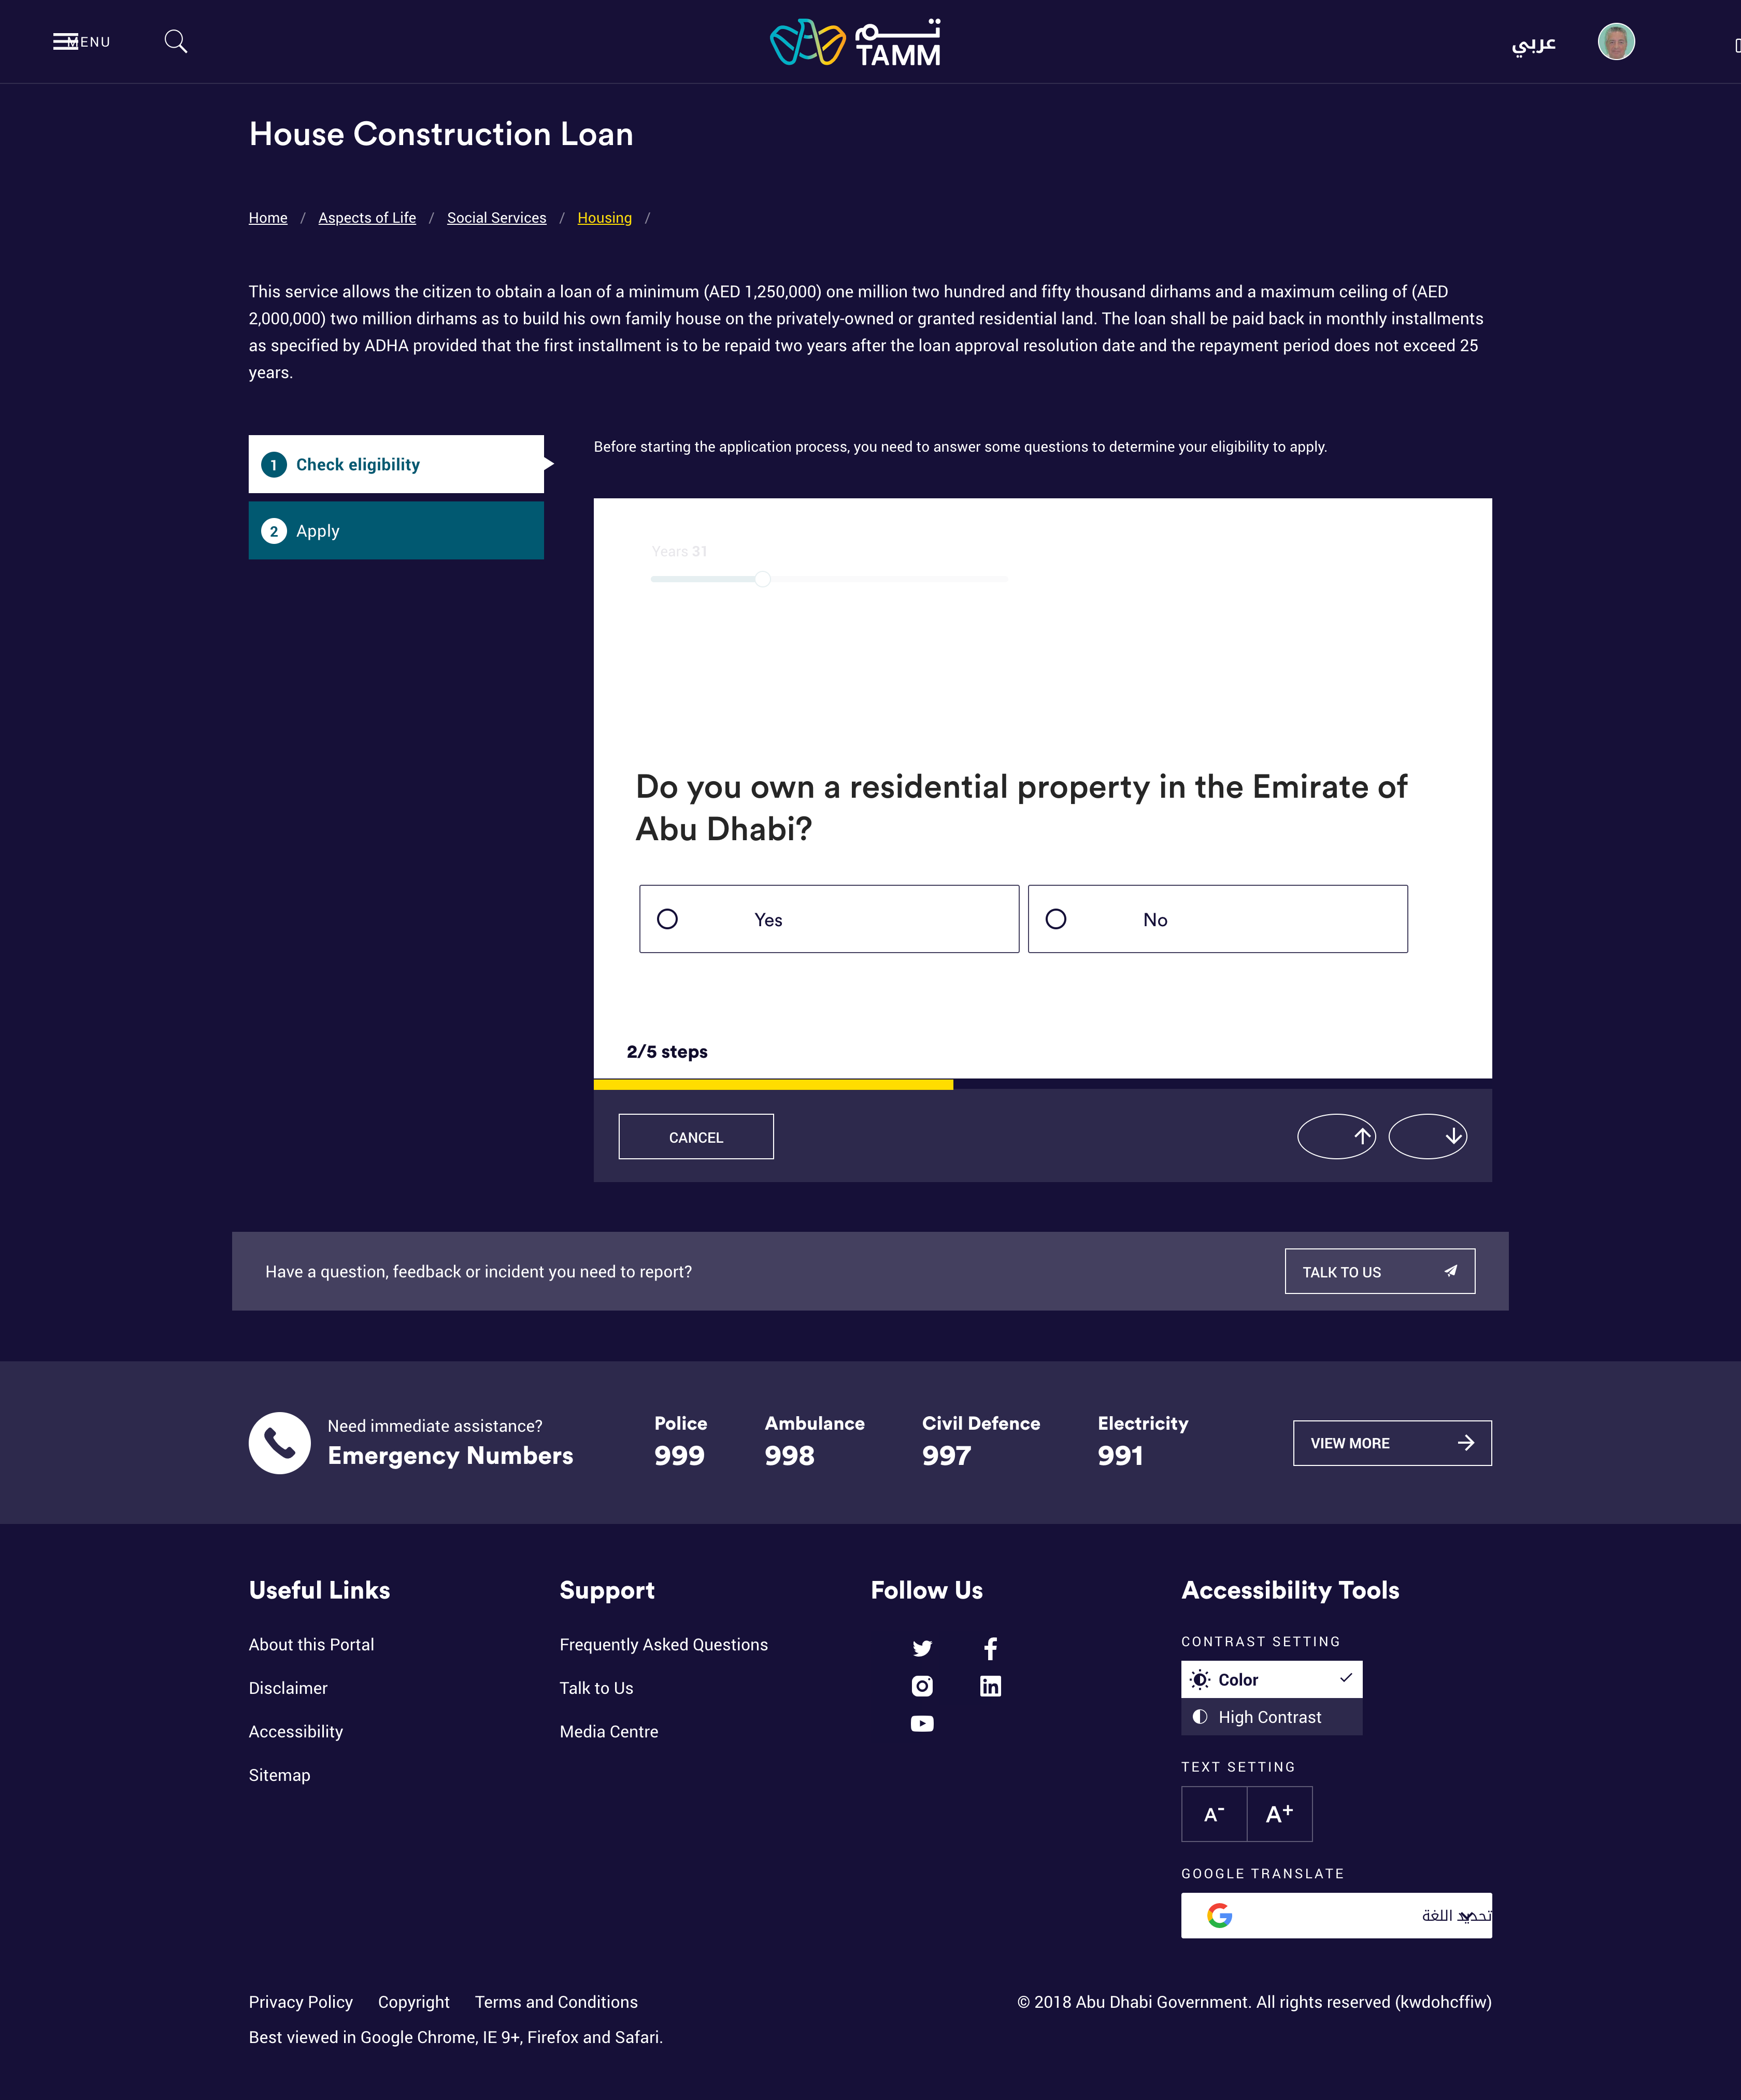 MENU
تـــم
TAMM
عربي
House Construction Loan
Home / Aspects of Life / Social Services / Housing /
This service allows the citizen to obtain a loan of a minimum (AED 1,250,000) one million two hundred and fifty thousand dirhams and a maximum ceiling of (AED
2,000,000) two million dirhams as to build his own family house on the privately-owned or granted residential land. The loan shall be paid back in monthly installments
as specified by ADHA provided that the first installment is to be repaid two years after the loan approval resolution date and the repayment period does not exceed 25
years.
1 Check eligibility
2 Apply
Before starting the application process, you need to answer some questions to determine your eligibility to apply.
Years 31
Do you own a residential property in the Emirate of
Abu Dhabi?
Yes
No
2/5 steps
CANCEL
Have a question, feedback or incident you need to report?
TALK TO US
Need immediate assistance?
Emergency Numbers
Police
999
Ambulance
998
Civil Defence
997
Electricity
991
VIEW MORE
Useful Links
About this Portal
Disclaimer
Accessibility
Sitemap
Support
Frequently Asked Questions
Talk to Us
Media Centre
Follow Us
Accessibility Tools
CONTRAST SETTING
Color
High Contrast
TEXT SETTING
A-
A+
GOOGLE TRANSLATE
تحديد اللغة
Privacy Policy Copyright Terms and Conditions
© 2018 Abu Dhabi Government. All rights reserved (kwdohcffiw)
Best viewed in Google Chrome, IE 9+, Firefox and Safari.